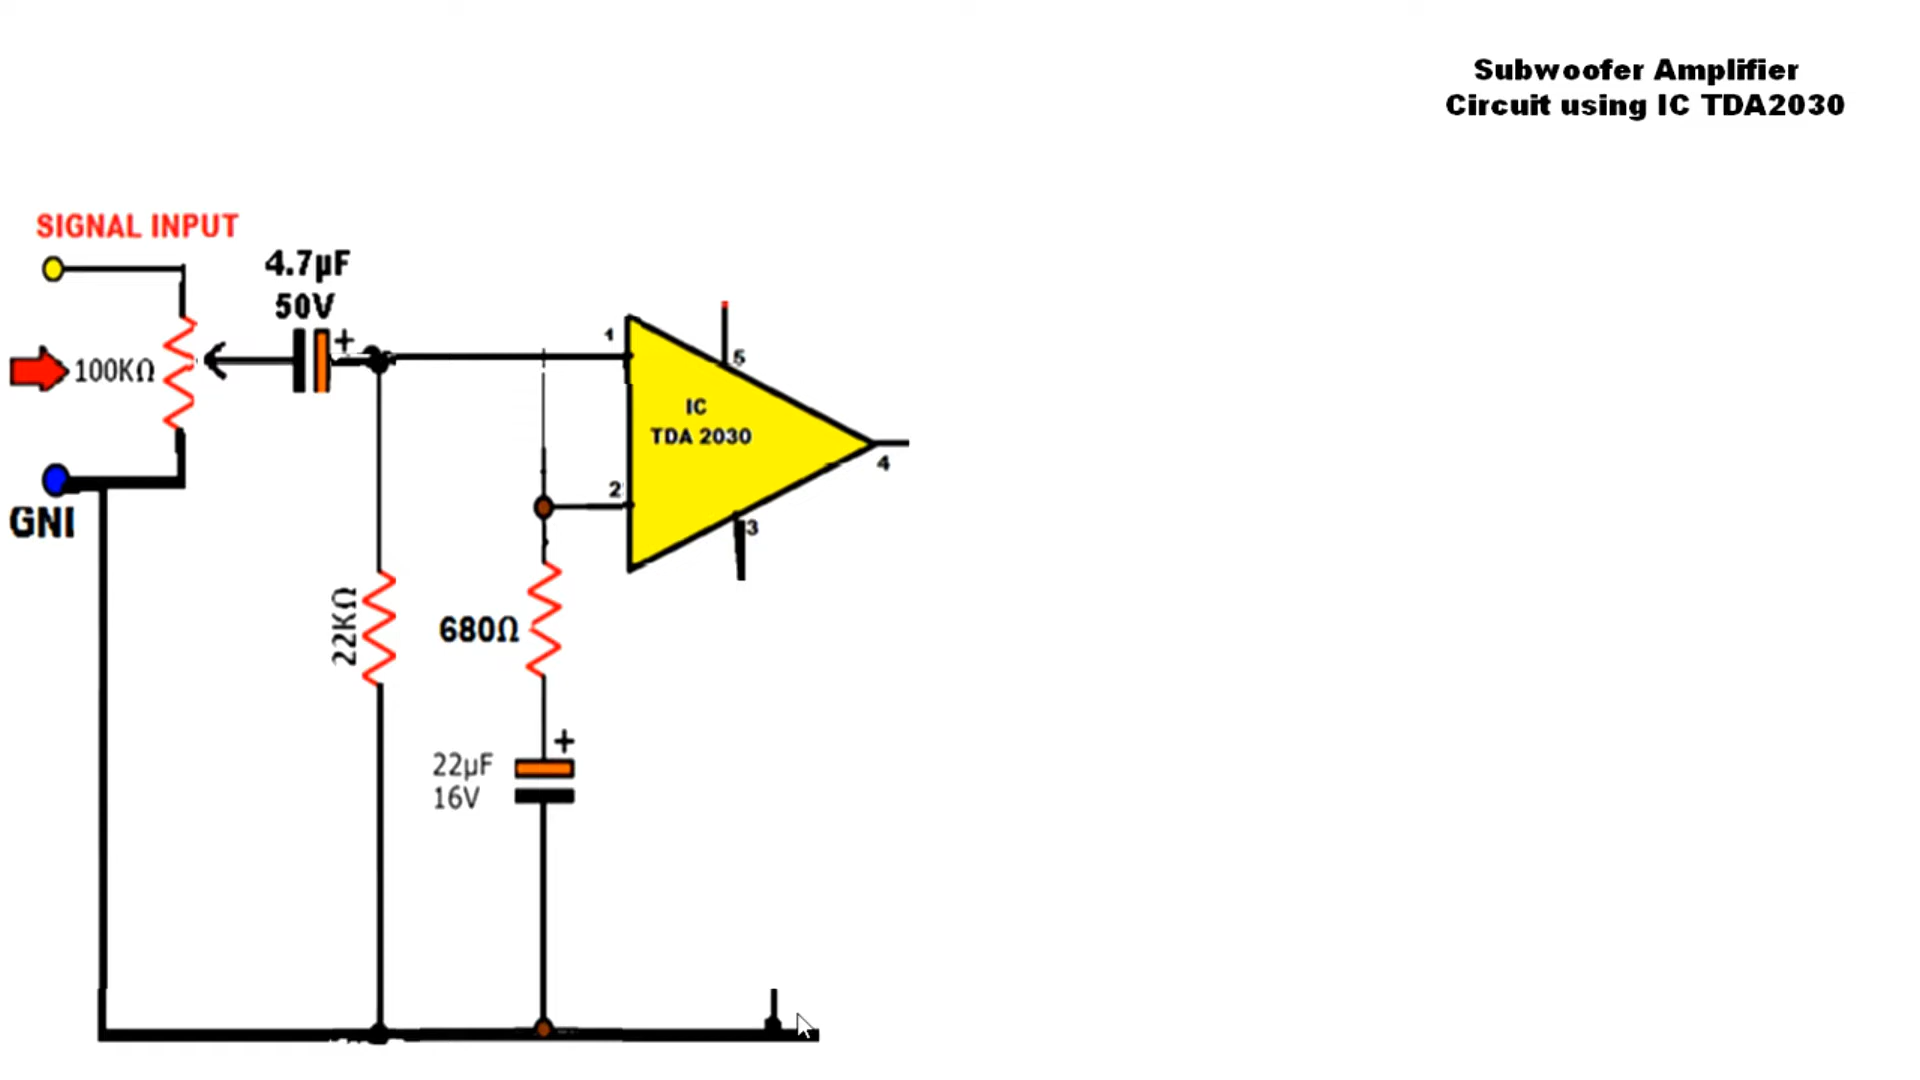 Subwoofer Amplifier
Circuit using IC TDA2030
SIGNAL INPUT
4.7µF
50V
+
1
5
100KΩ
IC
TDA 2030
4
2
3
GNI
22KΩ
680Ω
+
22µF
16V